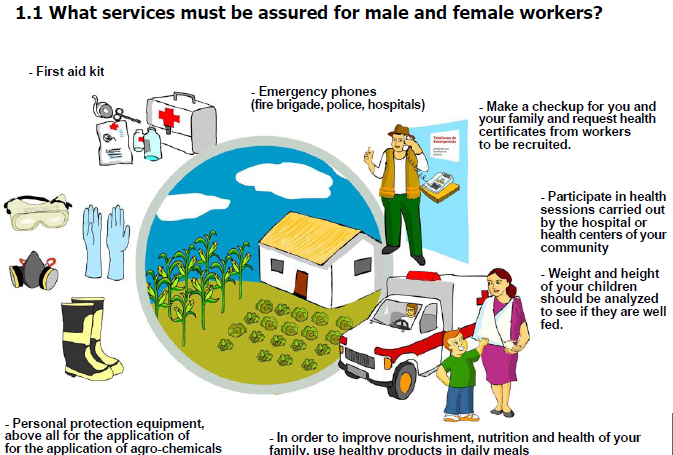 1.1 What services must be assured for male and female workers?
- First aid kit
- Emergency phones
(fire brigade, police, hospitals)
- Make a checkup for you and
your family and request health
certificates from workers
to be recruited.
- Participate in health
sessions carried out
by the hospital or
health centers of your
community
- Weight and height
of your children
should be analyzed
to see if they are well
fed.
- Personal protection equipment,
above all for the application of
for the application of agro-chemicals
- In order to improve nourishment, nutrition and health of your
family, use healthy products in daily meals